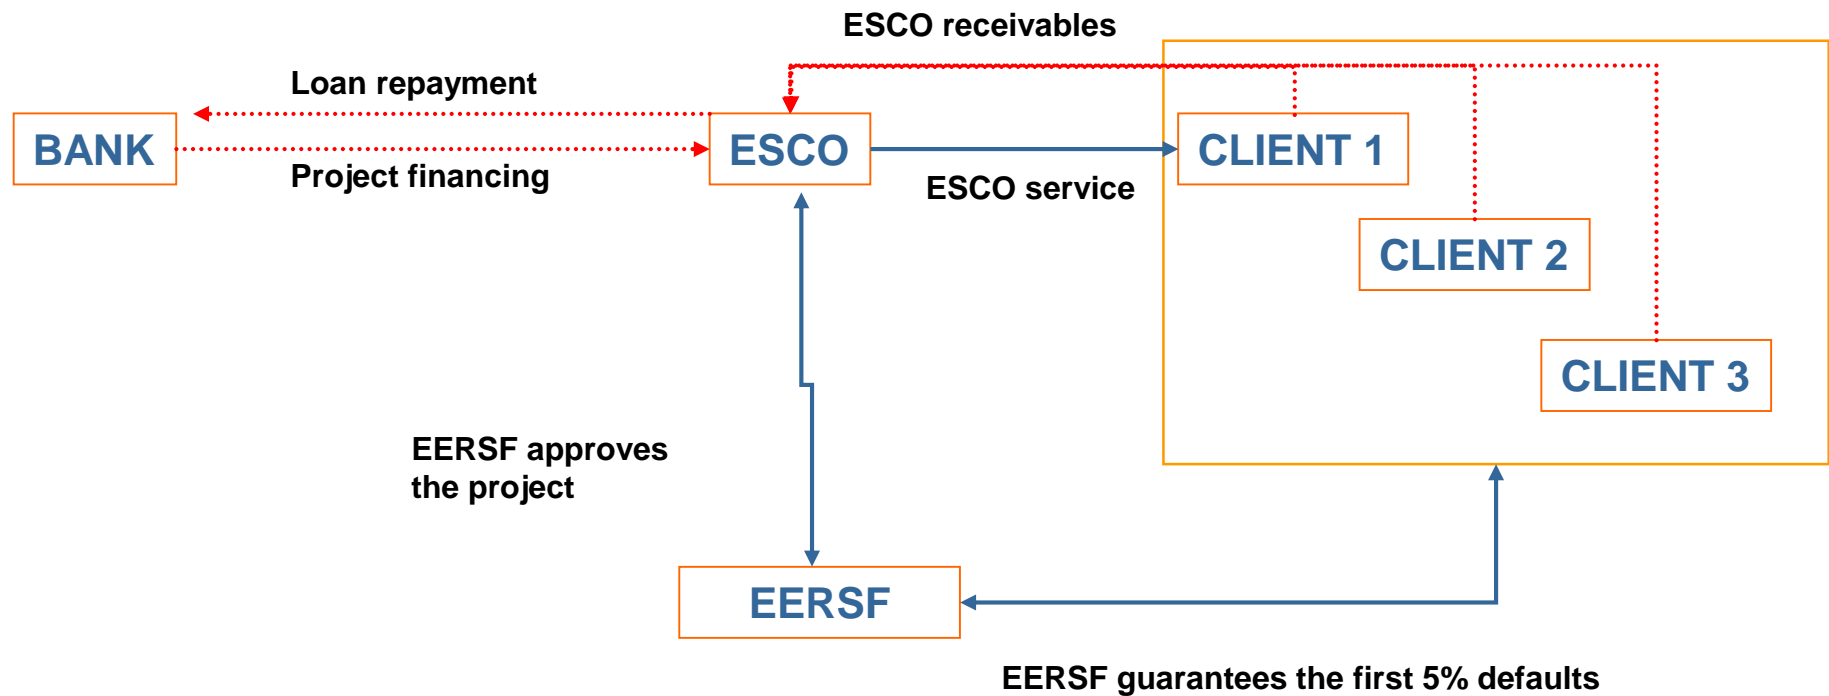 ESCO receivables
Loan repayment
BANK
ESCO
CLIENT 1
Project financing
ESCO service
CLIENT 2
CLIENT 3
EERSF approves
the project
EERSF
EERSF guarantees the first 5% defaults